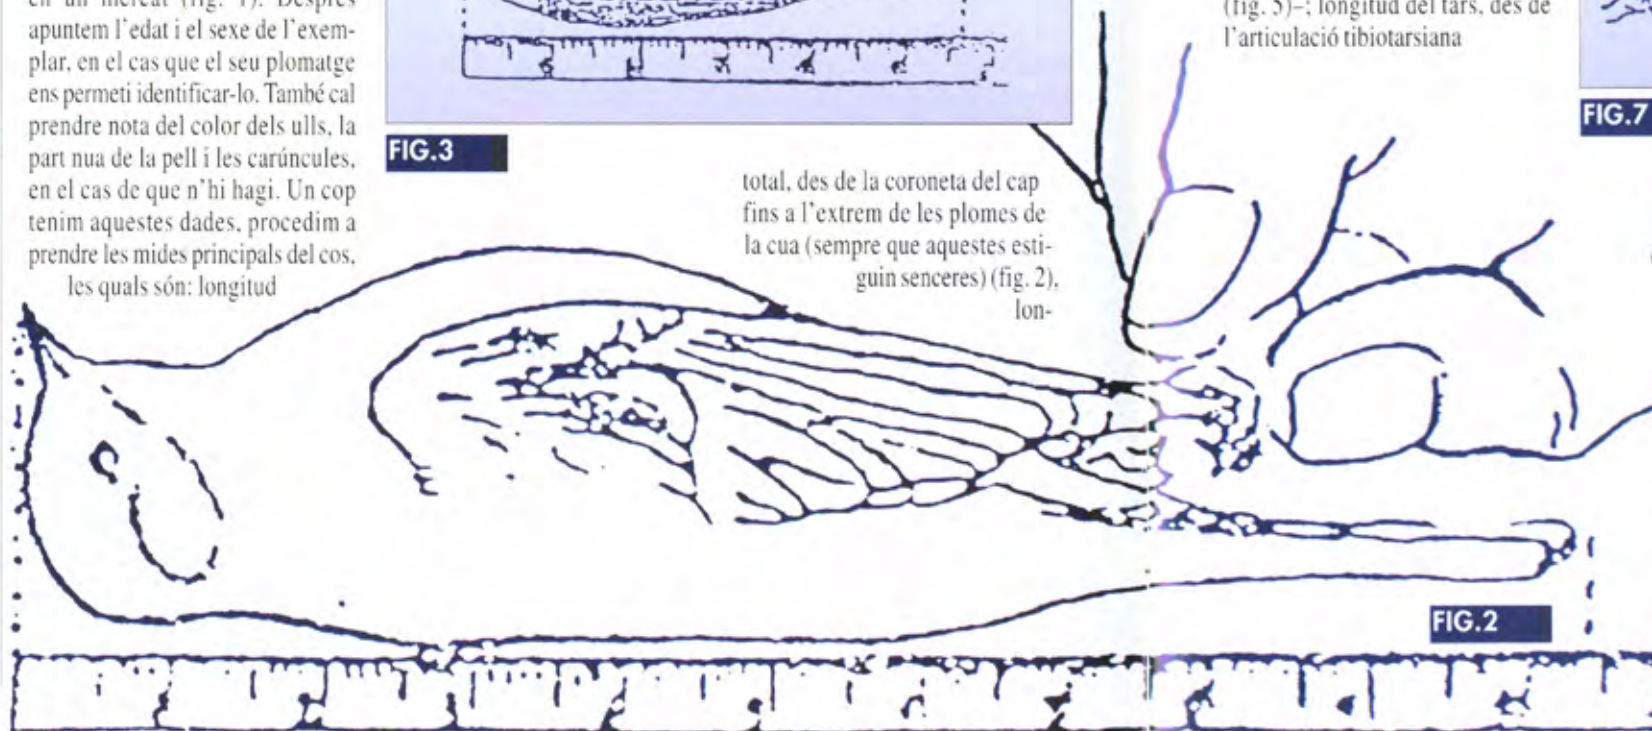 en un mercat (fig. 1). Després
apuntem l'edat i el sexe de l'exem-
plar, en el cas que el seu plomatge
ens permeti identificar-lo. També cal
prendre nota del color dels ulls, la
part nua de la pell i les carúncules,
en el cas de que n'hi hagi. Un cop
tenim aquestes dades, procedim a
prendre les mides principals del cos,
les quals són: longitud
FIG.3
total, des de la coroneta del cap
fins a l'extrem de les plomes de
la cua (sempre que aquestes esti-
guin senceres) (fig. 2),
lon-
(fig. 5)–; longitud del tars, des de
l'articulació tibiotarsiana
FIG.7
FIG.2